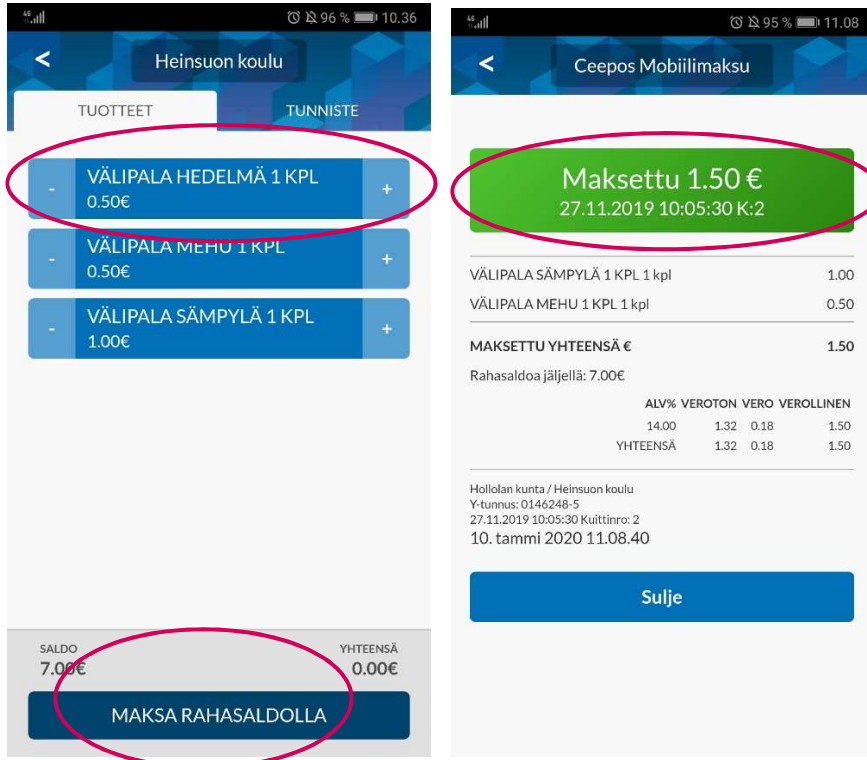 46
96 %
10.36
<
Heinsuon koulu
TUOTTEET
TUNNISTE
-
VÄLIPALA HEDELMÄ 1 KPL
0.50€
+
-
VÄLIPALA MEHU 1 KPL
0.50€
+
-
VÄLIPALA SÄMPYLÄ 1 KPL
1.00€
+
SALDO
YHTEENSÄ
7.00€
0.00€
MAKSA RAHASALDOLLA
46
95 %
11.08
<
Ceepos Mobiilimaksu
Maksettu 1.50 €
27.11.2019 10:05:30 K:2
VÄLIPALA SÄMPYLÄ 1 KPL 1 kpl 1.00
VÄLIPALA MEHU 1 KPL 1 kpl 0.50
MAKSETTU YHTEENSÄ € 1.50
Rahasaldoa jäljellä: 7.00€
ALV% VEROTON VERO VEROLLINEN
14.00 1.32 0.18 1.50
YHTEENSÄ 1.32 0.18 1.50
Hollolan kunta / Heinsuon koulu
Y-tunnus: 0146248-5
27.11.2019 10:05:30 Kuittinro: 2
10. tammi 2020 11.08.40
Sulje